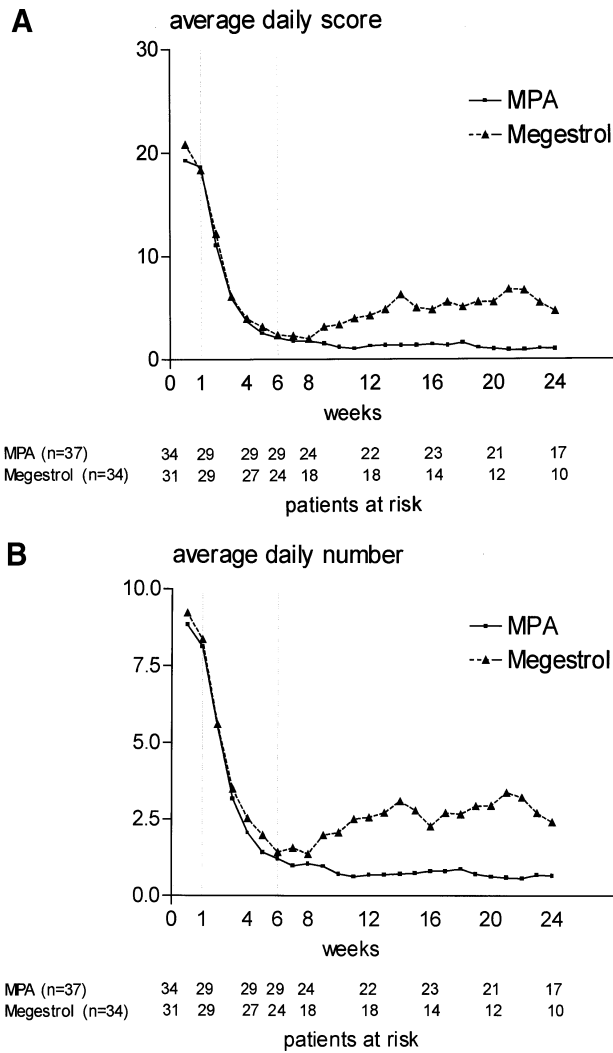 A
average daily score
30
MPA
Megestrol
20
10
0
0 1 4 6 8 12 16 20 24
weeks
MPA (n=37) 34 29 29 29 24 22 23 21 17
Megestrol (n=34) 31 29 27 24 18 18 14 12 10
patients at risk
B
average daily number
10.0
MPA
Megestrol
7.5
5.0
2.5
0.0
0 1 4 6 8 12 16 20 24
weeks
MPA (n=37) 34 29 29 29 24 22 23 21 17
Megestrol (n=34) 31 29 27 24 18 18 14 12 10
patients at risk